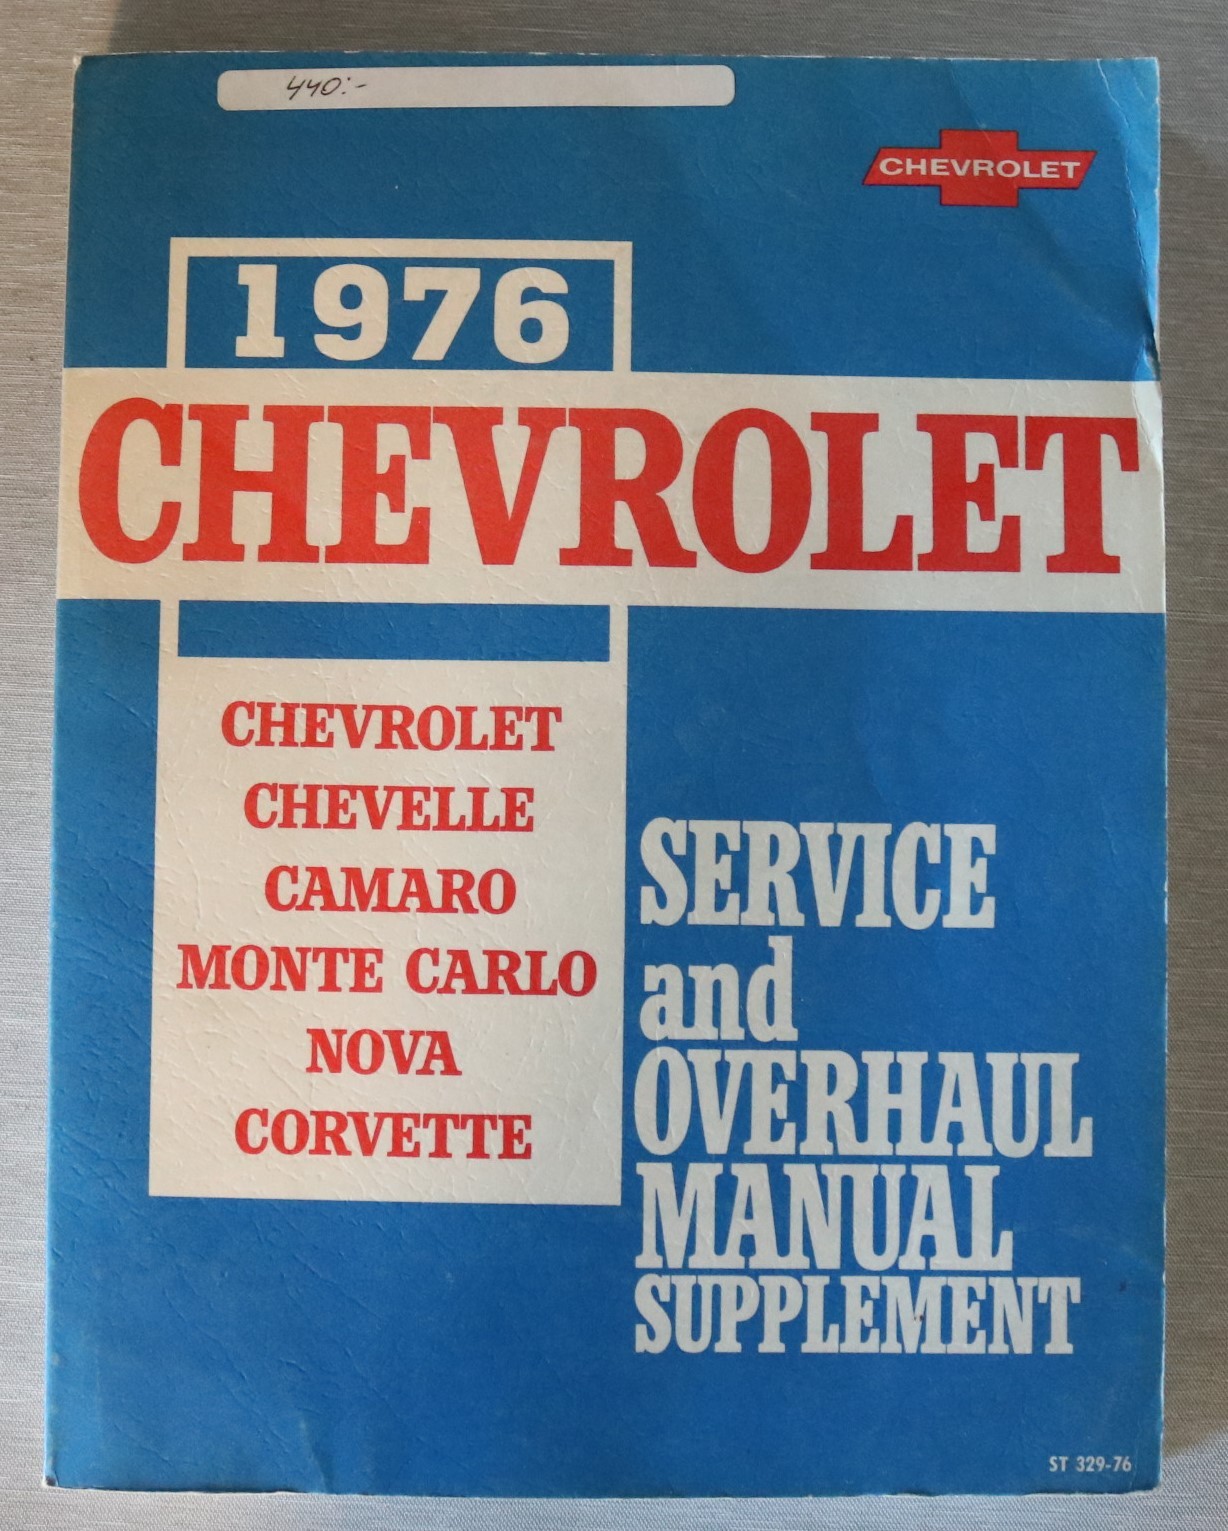 440:-
CHEVROLET
1976
CHEVROLET
CHEVROLET
CHEVELLE
CAMARO
MONTE CARLO
NOVA
CORVETTE
SERVICE
and
OVERHAUL
MANUAL
SUPPLEMENT
ST 329-76